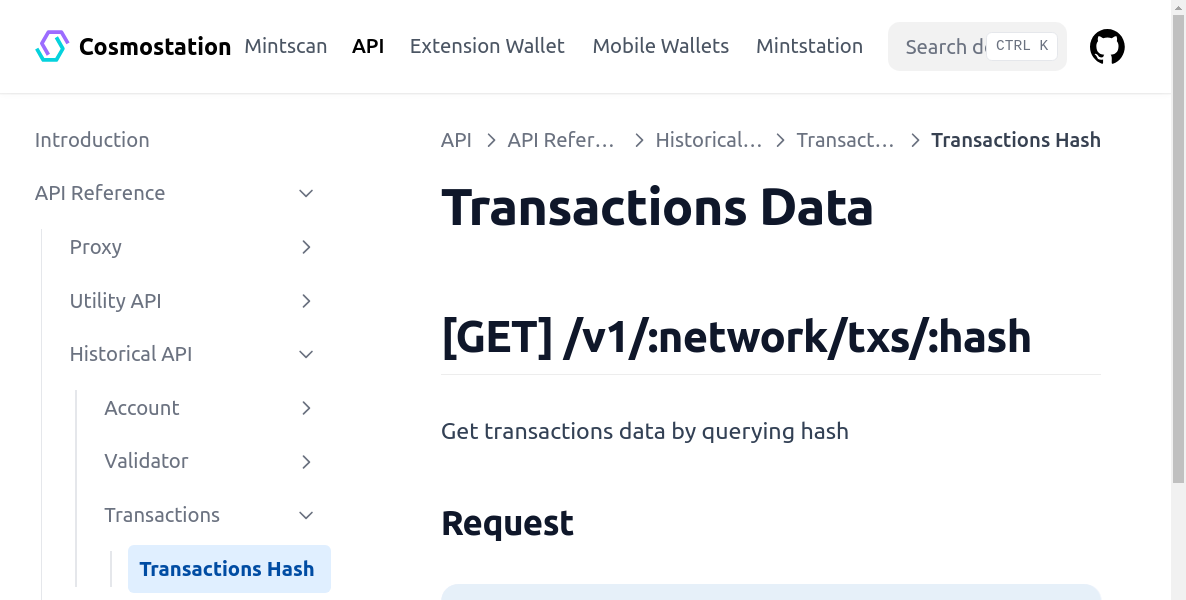 Cosmostation Mintscan API Extension Wallet Mobile Wallets Mintstation Search d CTRL K
Introduction
API Reference
Proxy
Utility API
Historical API
Account
Validator
Transactions
Transactions Hash
API API Refer… Historical… Transact… Transactions Hash
Transactions Data
[GET] /v1/:network/txs/:hash
Get transactions data by querying hash
Request